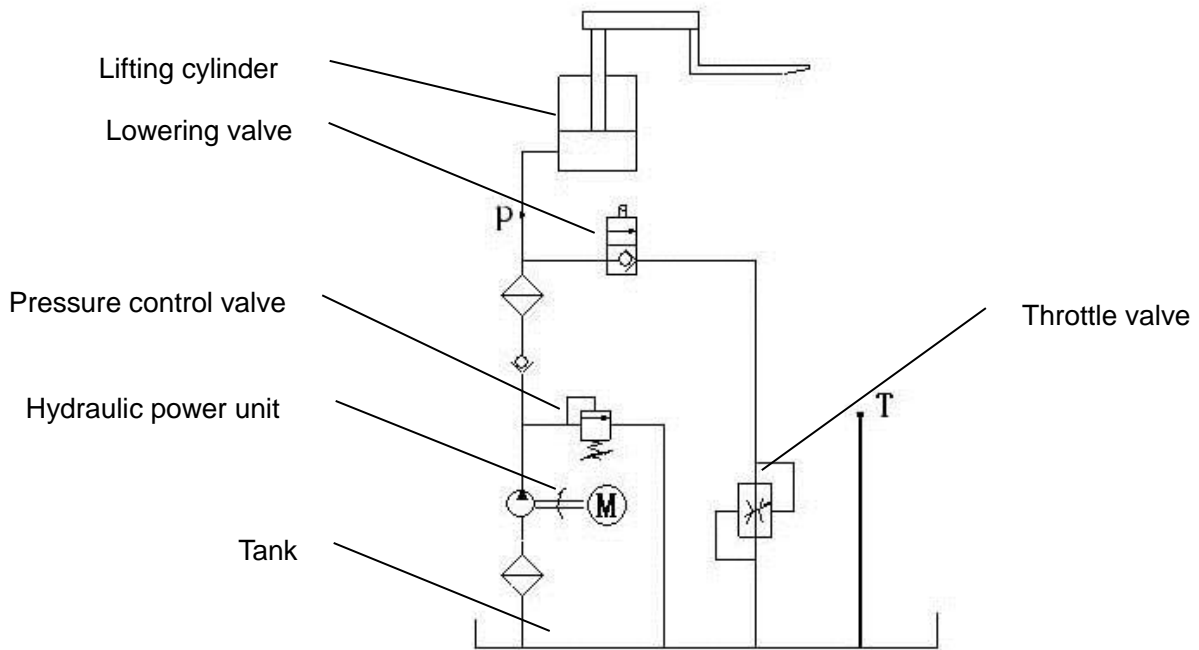 Lifting cylinder
Lowering valve
P
Pressure control valve
Throttle valve
Hydraulic power unit
T
M
Tank